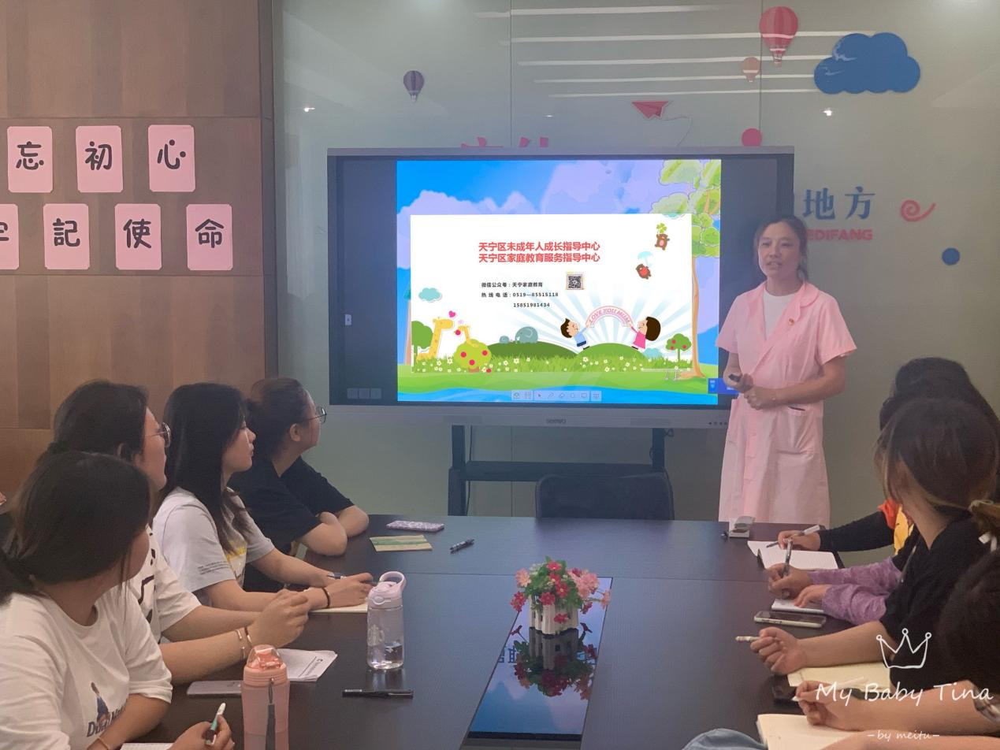 忘初心
記使命
地方
EDIFANG
天宁区未成年人成长指导中心
天宁区家庭教育服务指导中心
微信公众号：天宁家庭教育
热线电话：0519—85515118
15851981434
LOVE YOU MUM
seewo
My Baby Tina
-by meitu-